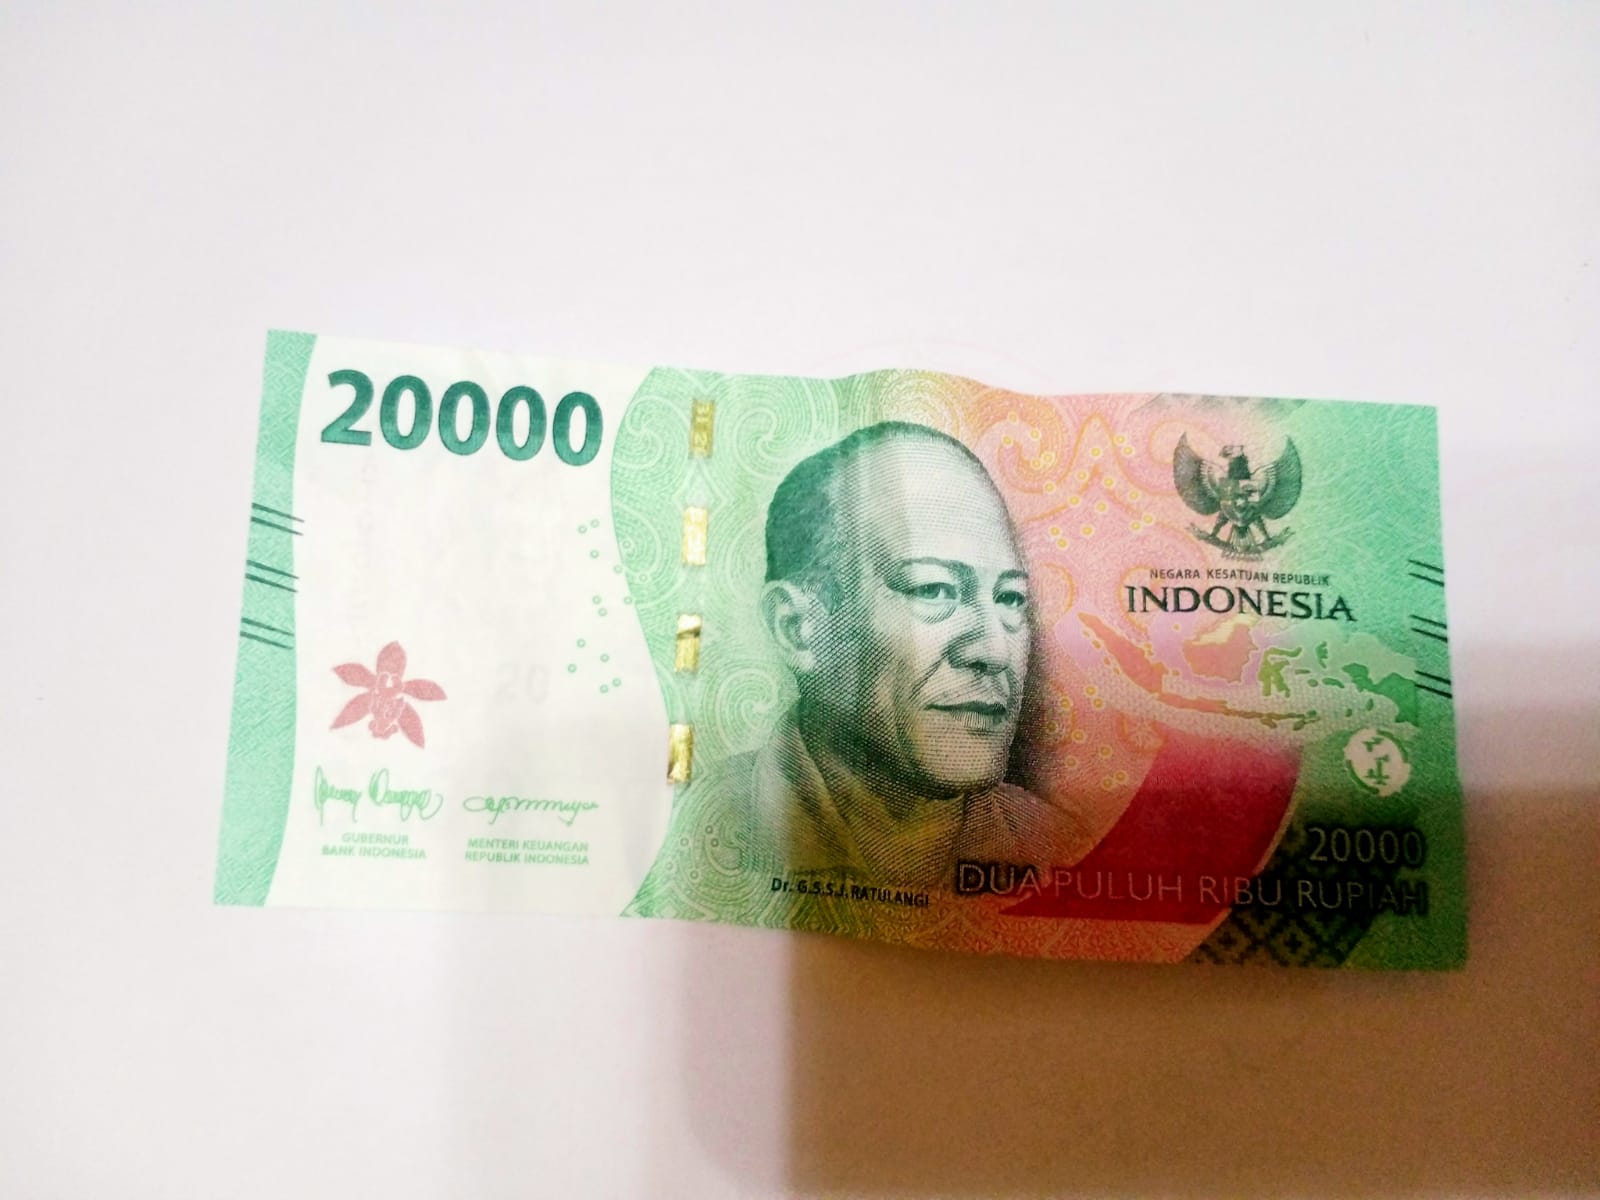 20000
20
GUBERNUR
BANK INDONESIA
MENTERI KEUANGAN
REPUBLIK INDONESIA
Dr. G.S.S.J. RATULANGI
NEGARA KESATUAN REPUBLIK
INDONESIA
20000
DUA PULUH RIBU RUPIAH